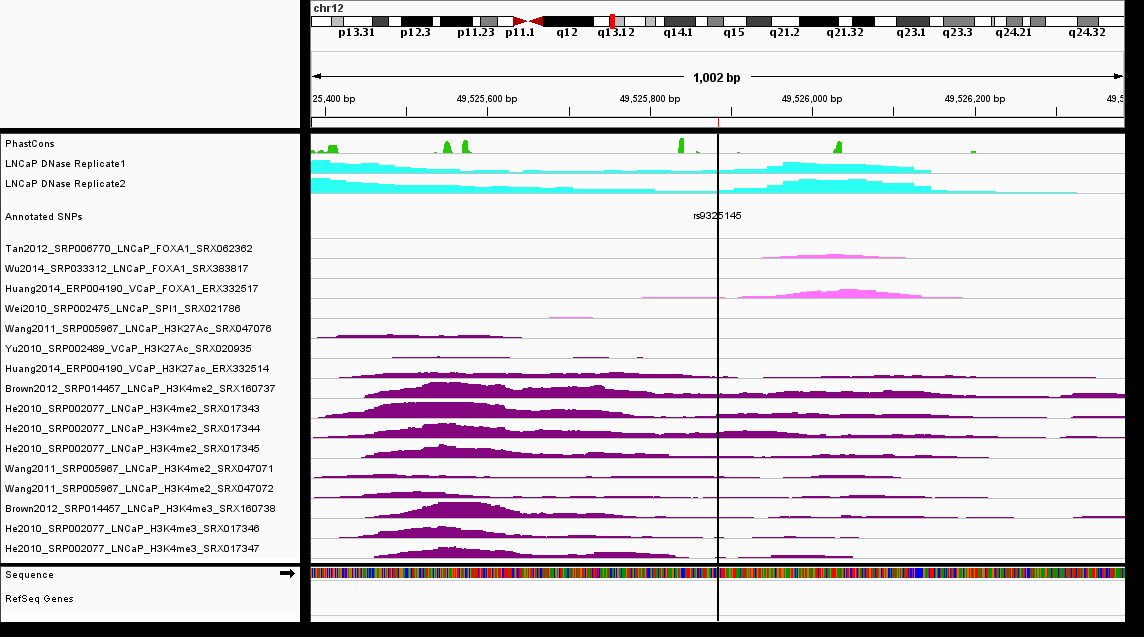 chr12
p13.31 p12.3 p11.23 p11.1 q12 q13.12 q14.1 q15 q21.2 q21.32 q23.1 q23.3 q24.21 q24.32
1,002 bp
25,400 bp 49,525,600 bp 49,525,800 bp 49,526,000 bp 49,526,200 bp 49,5
PhastCons
LNCaP DNase Replicate1
LNCaP DNase Replicate2
Annotated SNPs
rs9325145
Tan2012_SRP006770_LNCaP_FOXA1_SRX062362
Wu2014_SRP033312_LNCaP_FOXA1_SRX383817
Huang2014_ERP004190_VCaP_FOXA1_ERX332517
Wei2010_SRP002475_LNCaP_SPI1_SRX021786
Wang2011_SRP005967_LNCaP_H3K27Ac_SRX047076
Yu2010_SRP002489_VCaP_H3K27Ac_SRX020935
Huang2014_ERP004190_VCaP_H3K27ac_ERX332514
Brown2012_SRP014457_LNCaP_H3K4me2_SRX160737
He2010_SRP002077_LNCaP_H3K4me2_SRX017343
He2010_SRP002077_LNCaP_H3K4me2_SRX017344
He2010_SRP002077_LNCaP_H3K4me2_SRX017345
Wang2011_SRP005967_LNCaP_H3K4me2_SRX047071
Wang2011_SRP005967_LNCaP_H3K4me2_SRX047072
Brown2012_SRP014457_LNCaP_H3K4me3_SRX160738
He2010_SRP002077_LNCaP_H3K4me3_SRX017346
He2010_SRP002077_LNCaP_H3K4me3_SRX017347
Sequence
RefSeq Genes